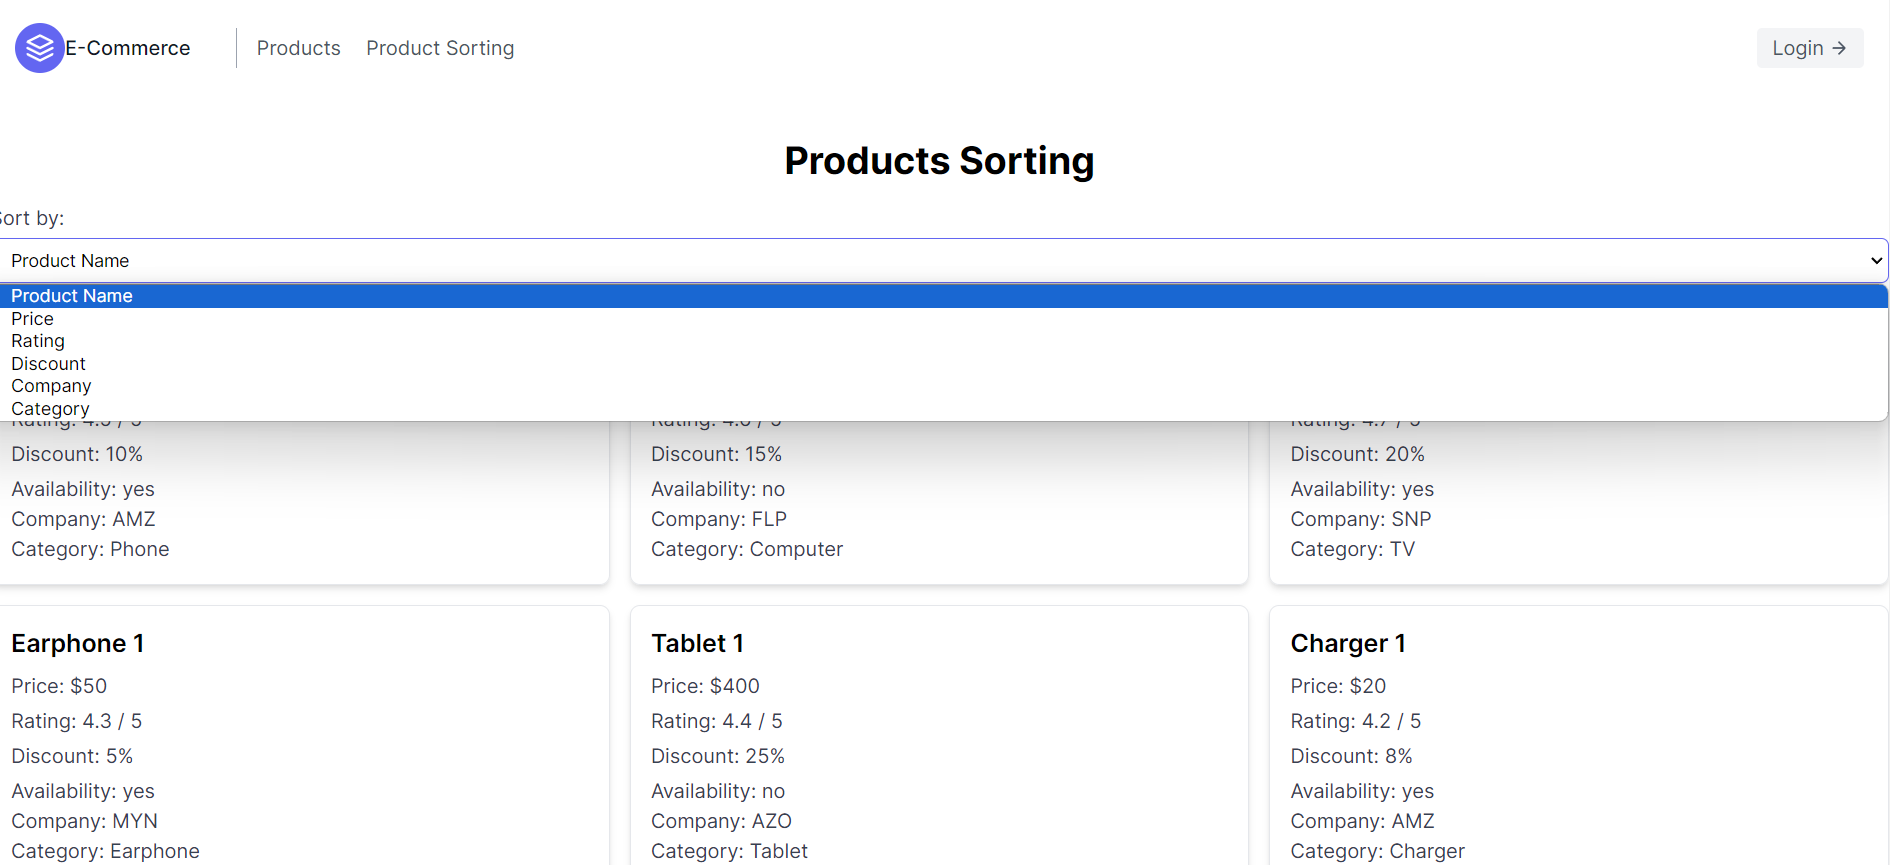 E-Commerce
Products
Product Sorting
Login →
Products Sorting
Sort by:
Product Name
Product Name
Price
Rating
Discount
Company
Category
Discount: 10%
Availability: yes
Company: AMZ
Category: Phone
Discount: 15%
Availability: no
Company: FLP
Category: Computer
Discount: 20%
Availability: yes
Company: SNP
Category: TV
Earphone 1
Price: $50
Rating: 4.3 / 5
Discount: 5%
Availability: yes
Company: MYN
Category: Earphone
Tablet 1
Price: $400
Rating: 4.4 / 5
Discount: 25%
Availability: no
Company: AZO
Category: Tablet
Charger 1
Price: $20
Rating: 4.2 / 5
Discount: 8%
Availability: yes
Company: AMZ
Category: Charger